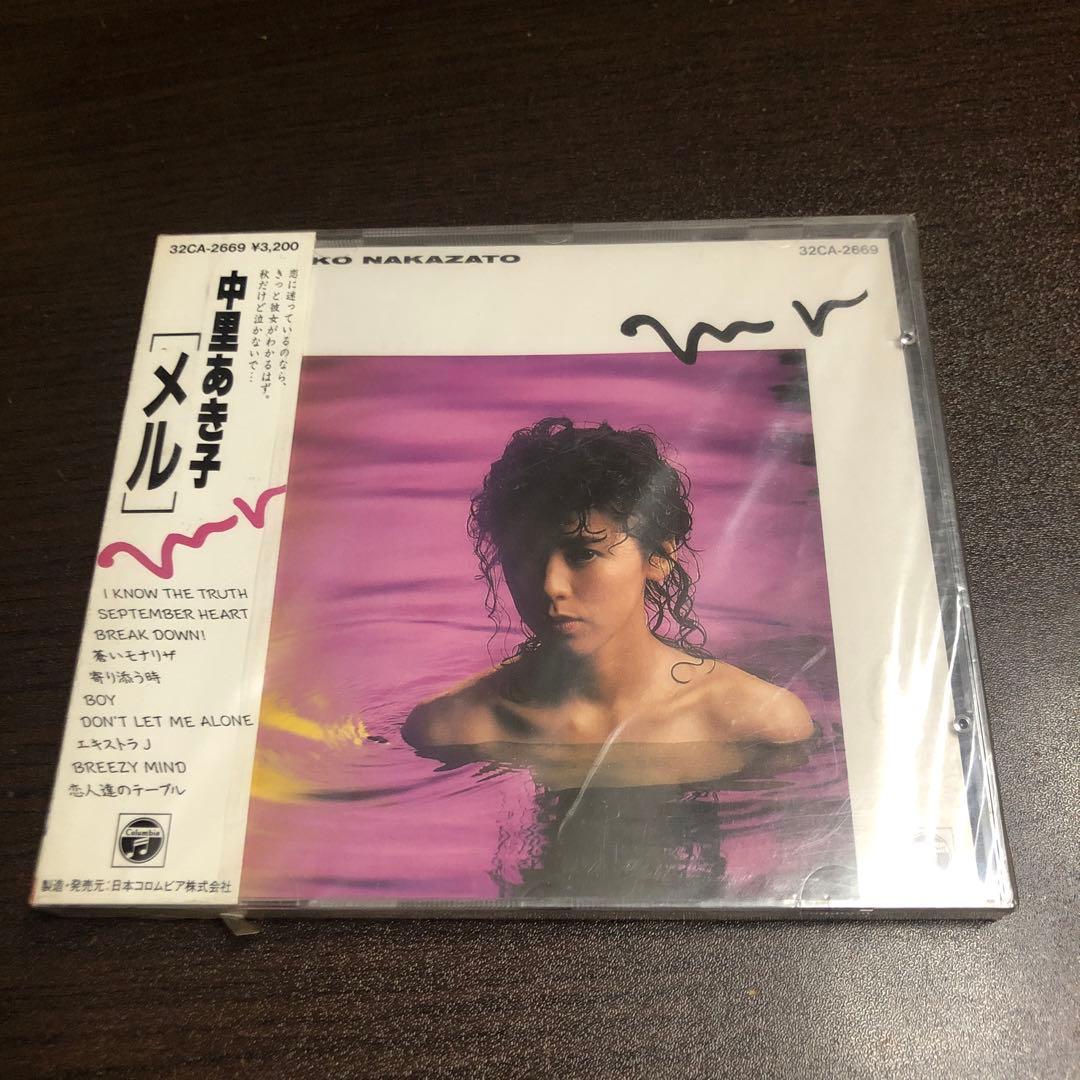 32CA-2669 ¥3,200
恋に迷っているのなら、
きっと彼女がわかるはず。
秋だけど泣かないで…
中里あき子
[メル]
I KNOW THE TRUTH
SEPTEMBER HEART
BREAK DOWN!
蒼いモナリザ
寄り添う時
BOY
DON'T LET ME ALONE
エキストラ J
BREEZY MIND
恋人達のテーブル
Columbia
製造・発売元:日本コロムビア株式会社
KO NAKAZATO
32CA-2669